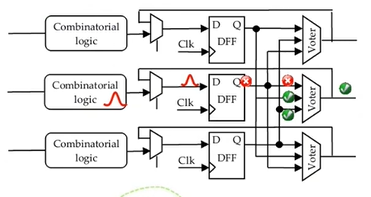 Combinatorial
logic
D Q
DFF
Clk
Voter
Combinatorial
logic
D Q
DFF
Clk
Voter
Combinatorial
logic
D Q
DFF
Clk
Voter